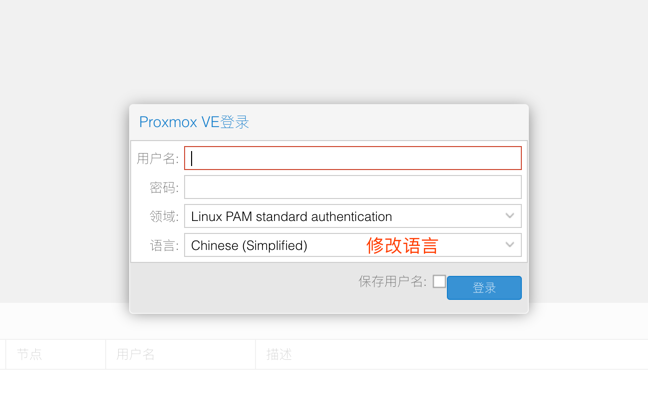 Proxmox VE登录
用户名:
密码:
领域: Linux PAM standard authentication
语言: Chinese (Simplified) 修改语言
保存用户名: 登录
节点 用户名 描述